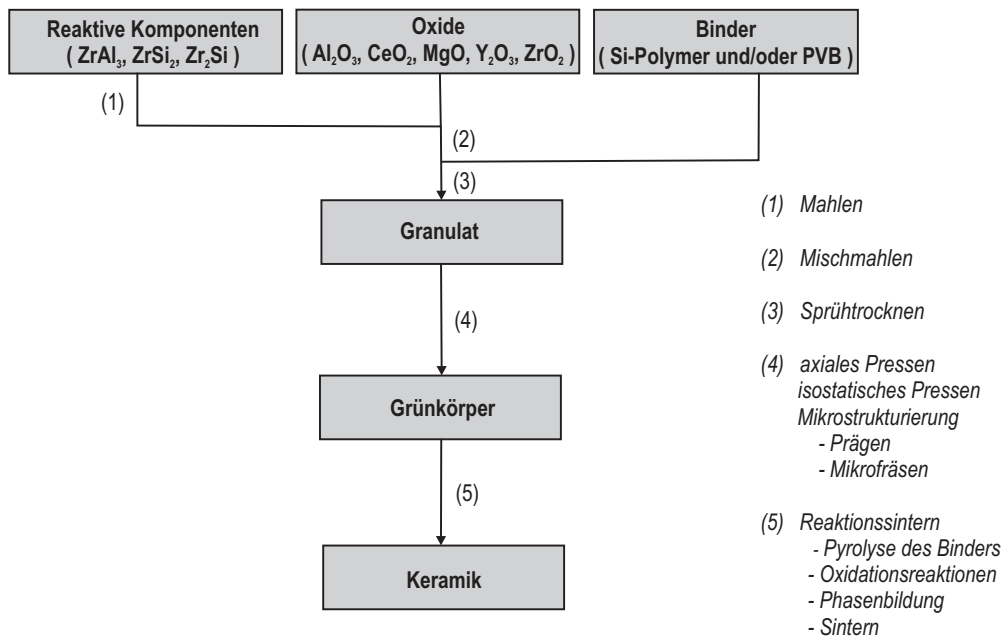 Reaktive Komponenten
( ZrAl₃, ZrSi₂, Zr₂Si )
Oxide
( Al₂O₃, CeO₂, MgO, Y₂O₃, ZrO₂ )
Binder
( Si-Polymer und/oder PVB )
(1)
(2)
(3)
Granulat
(4)
Grünkörper
(5)
Keramik
(1) Mahlen
(2) Mischmahlen
(3) Sprühtrocknen
(4) axiales Pressen
isostatisches Pressen
Mikrostrukturierung
- Prägen
- Mikrofräsen
(5) Reaktionssintern
- Pyrolyse des Binders
- Oxidationsreaktionen
- Phasenbildung
- Sintern